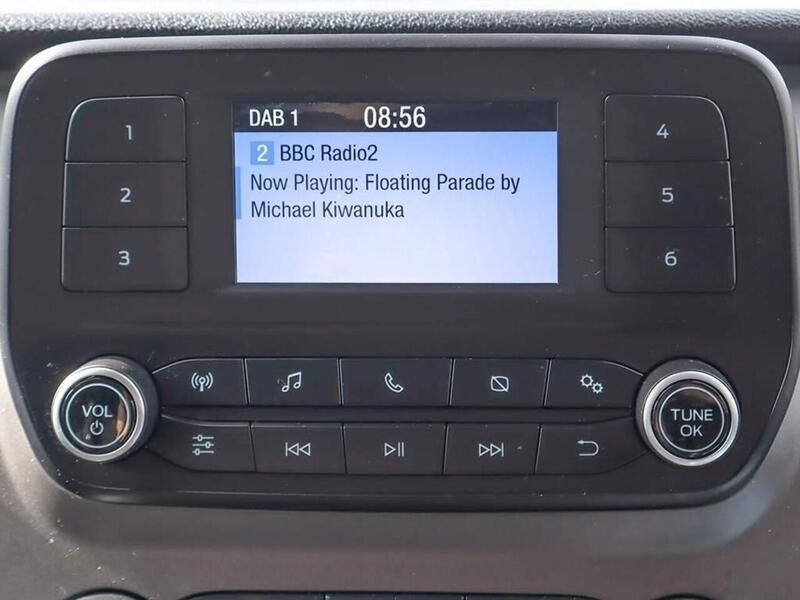 DAB 1 08:56
2 BBC Radio2
Now Playing: Floating Parade by
Michael Kiwanuka
1
2
3
4
5
6
VOL
TUNE
OK